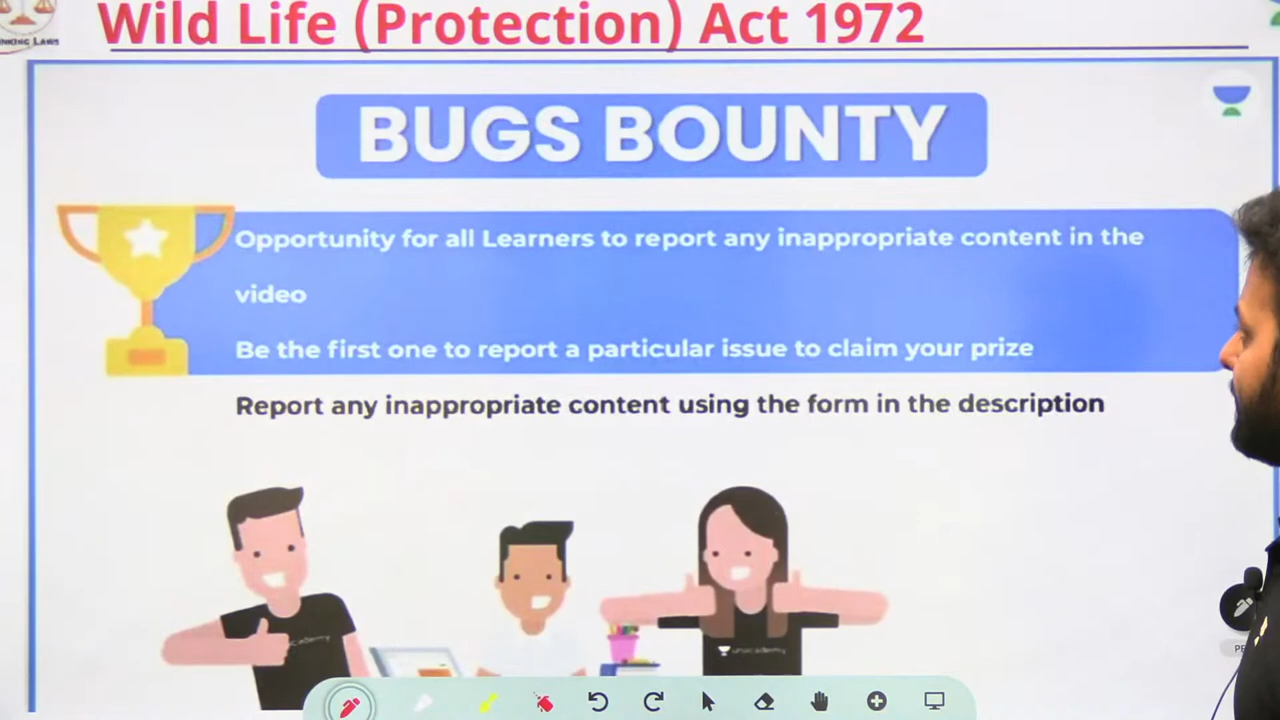 Wild Life (Protection) Act 1972
BUGS BOUNTY
Opportunity for all Learners to report any inappropriate content in the
video
Be the first one to report a particular issue to claim your prize
Report any inappropriate content using the form in the description
unacademy